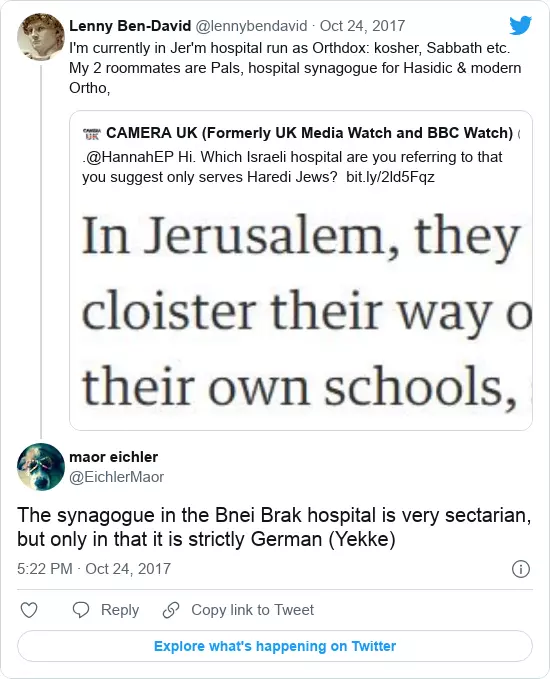 Lenny Ben-David @lennybendavid · Oct 24, 2017
I'm currently in Jer'm hospital run as Orthdox: kosher, Sabbath etc.
My 2 roommates are Pals, hospital synagogue for Hasidic & modern
Ortho,
CAMERA UK (Formerly UK Media Watch and BBC Watch) (
.@HannahEP Hi. Which Israeli hospital are you referring to that
you suggest only serves Haredi Jews? bit.ly/2ld5Fqz
In Jerusalem, they
cloister their way o
their own schools,
maor eichler
@EichlerMaor
The synagogue in the Bnei Brak hospital is very sectarian,
but only in that it is strictly German (Yekke)
5:22 PM · Oct 24, 2017
Reply
Copy link to Tweet
Explore what's happening on Twitter